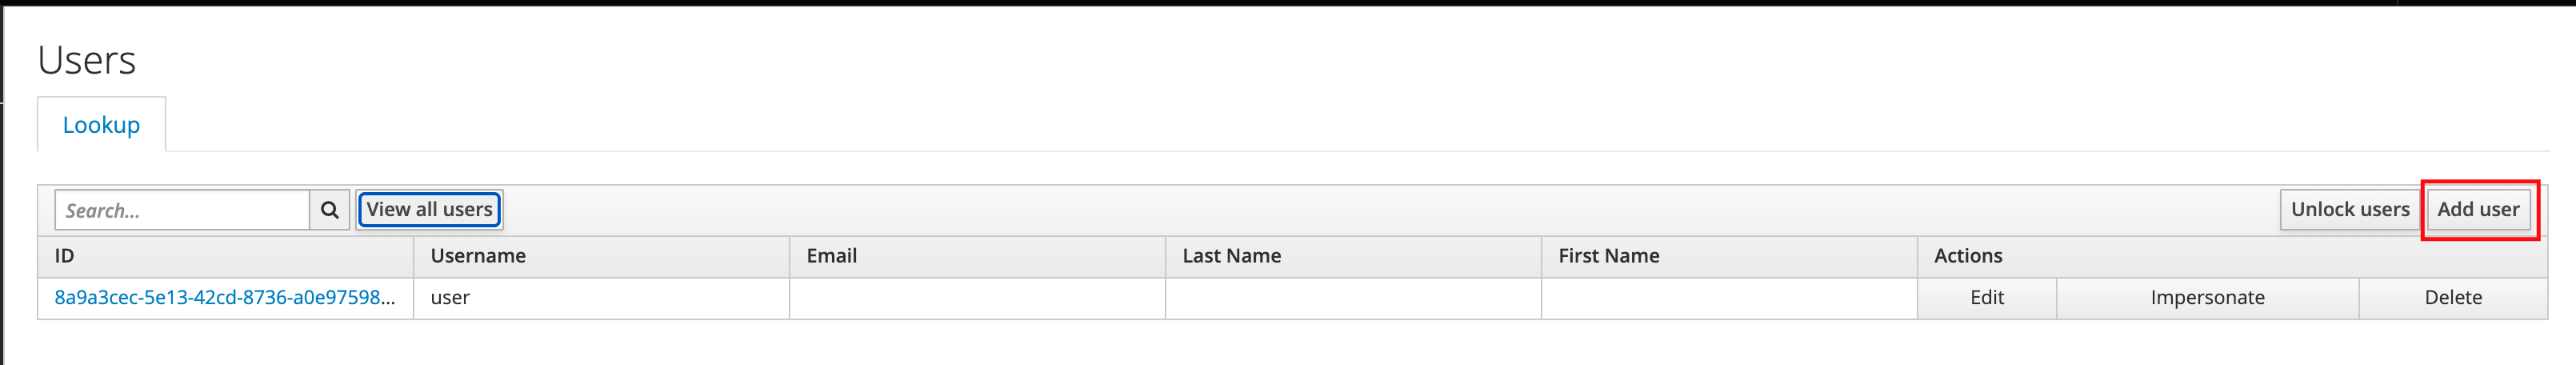 Users
Lookup
Search...
View all users
Unlock users
Add user
ID Username Email Last Name First Name Actions
8a9a3cec-5e13-42cd-8736-a0e97598... user Edit Impersonate Delete